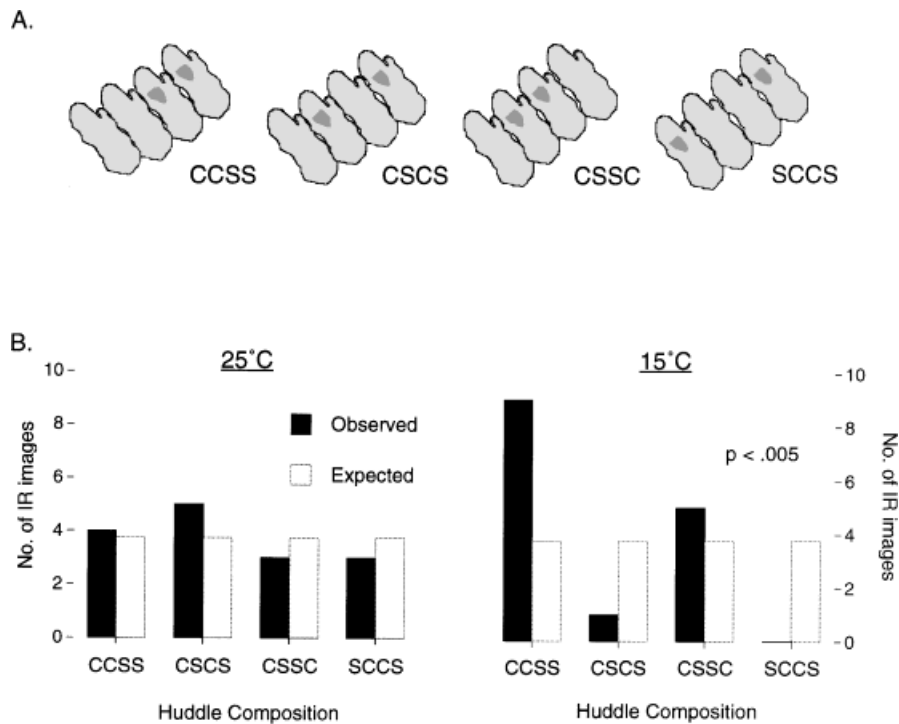 A.
CCSS
CSCS
CSSC
SCCS
B.
25°C
10
8
6
4
2
0
No. of IR images
Observed
Expected
CCSS
CSCS
CSSC
SCCS
Huddle Composition
15°C
p < .005
10
8
6
4
2
0
No. of IR images
CCSS
CSCS
CSSC
SCCS
Huddle Composition